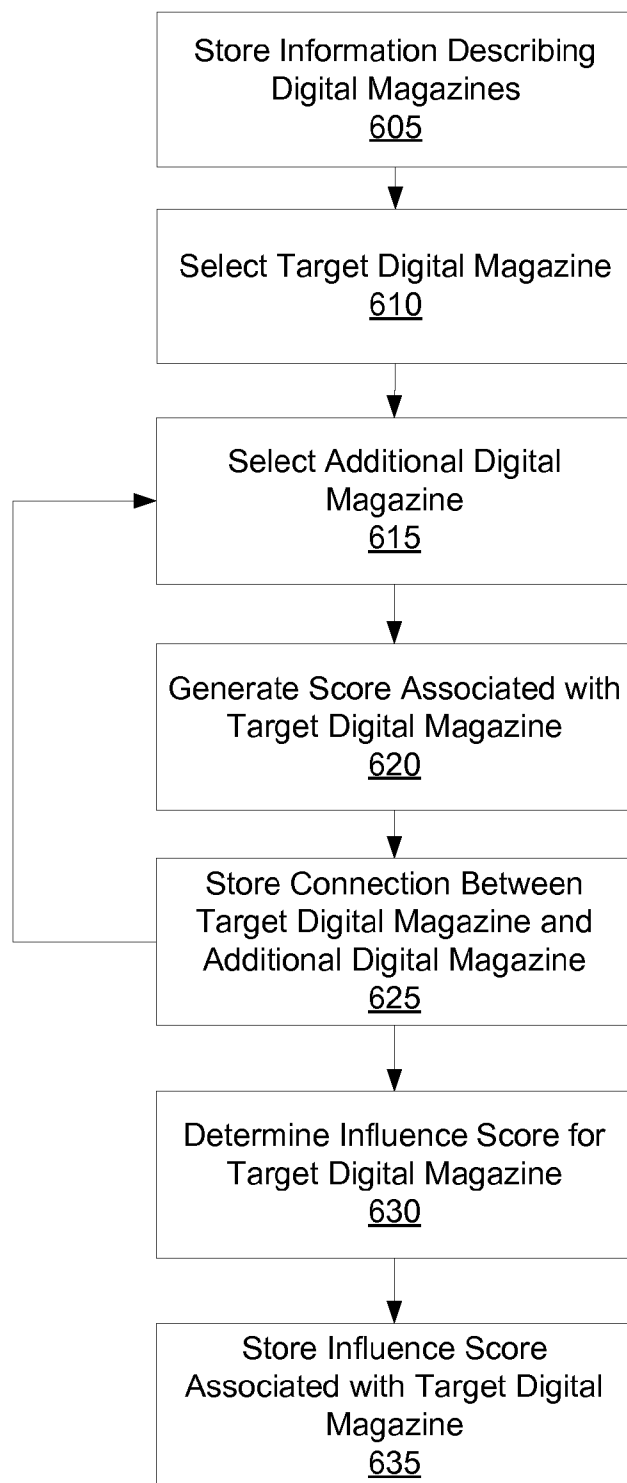 Store Information Describing
Digital Magazines
605
Select Target Digital Magazine
610
Select Additional Digital
Magazine
615
Generate Score Associated with
Target Digital Magazine
620
Store Connection Between
Target Digital Magazine and
Additional Digital Magazine
625
Determine Influence Score for
Target Digital Magazine
630
Store Influence Score
Associated with Target Digital
Magazine
635